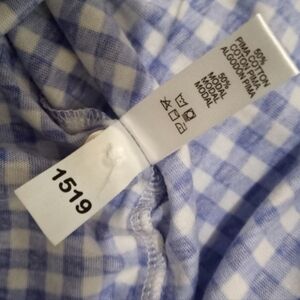 50%
PIMA COTTON
COTON PIMA
ALGODÓN PIMA
50%
MODAL
MODAL
MODAL
1519